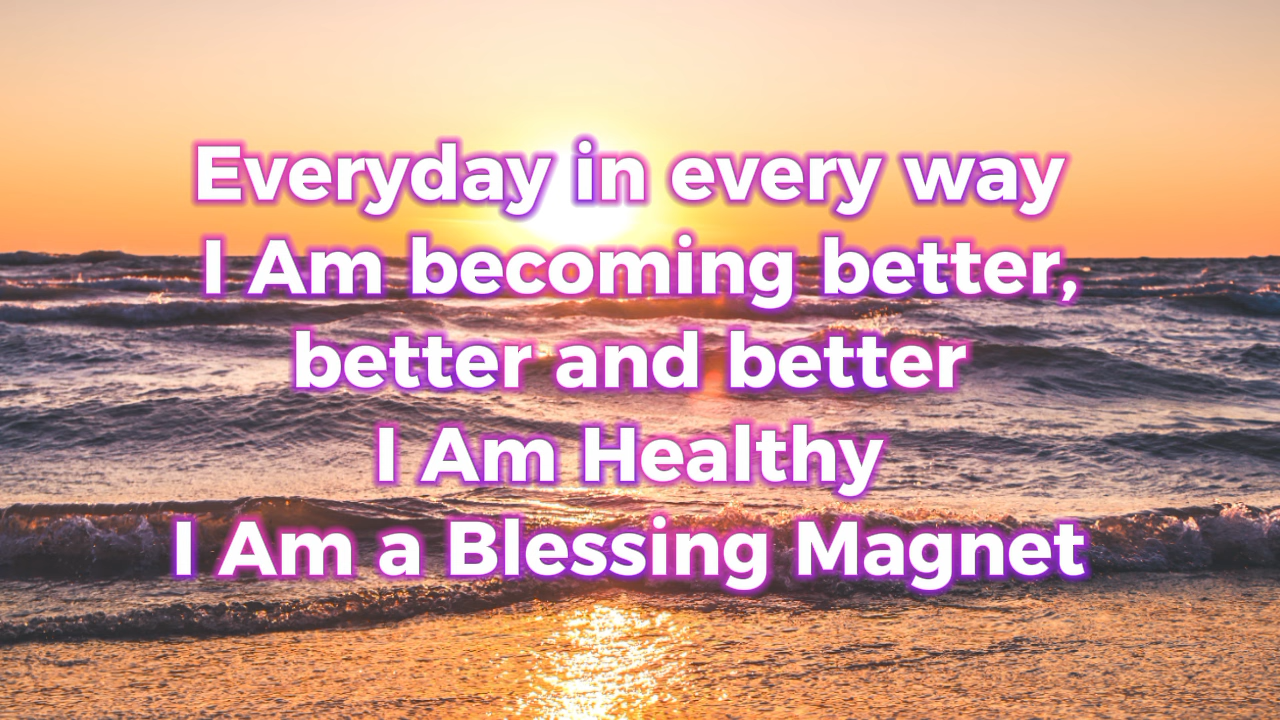 Everyday in every way
I Am becoming better,
better and better
I Am Healthy
I Am a Blessing Magnet